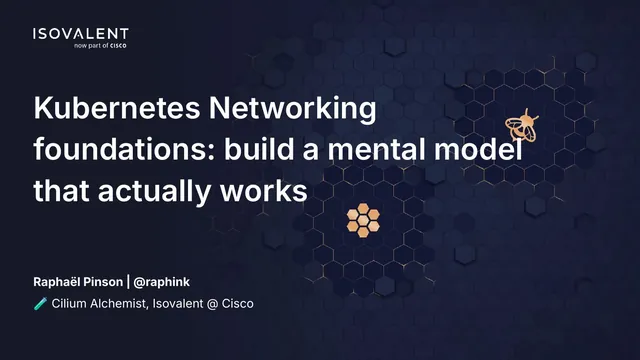 ISOVALENT
now part of CISCO
Kubernetes Networking
foundations: build a mental model
that actually works
Raphaël Pinson | @raphink
🧪 Cilium Alchemist, Isovalent @ Cisco